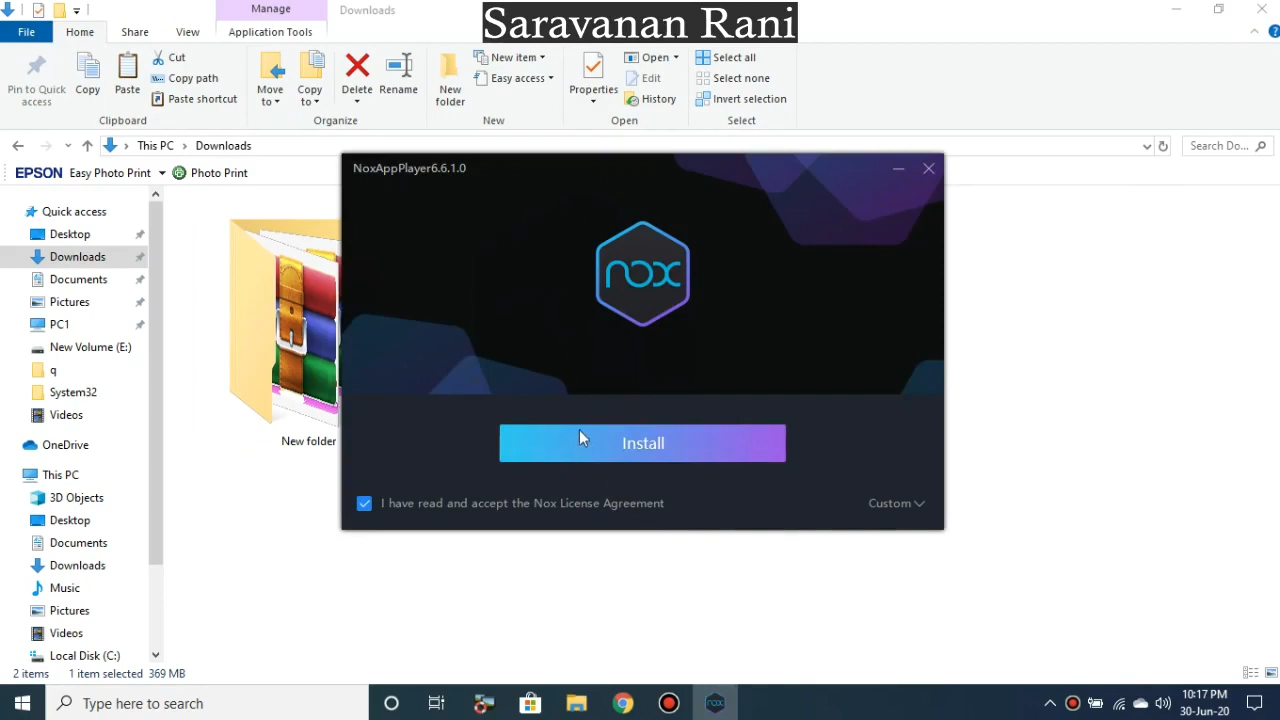 Manage
Downloads
Saravanan Rani
File
Home
Share
View
Application Tools
Pin to Quick access
Copy
Paste
Cut
Copy path
Paste shortcut
Move to
Copy to
Delete
Rename
New folder
New item
Easy access
Properties
Open
Edit
History
Select all
Select none
Invert selection
Clipboard
Organize
New
Open
Select
This PC
Downloads
Search Do...
EPSON
Easy Photo Print
Photo Print
Quick access
Desktop
Downloads
Documents
Pictures
PC1
New Volume (E:)
q
System32
Videos
OneDrive
This PC
3D Objects
Desktop
Documents
Downloads
Music
Pictures
Videos
Local Disk (C:)
New folder
NoxAppPlayer6.6.1.0
nox
Install
I have read and accept the Nox License Agreement
Custom
2 items
1 item selected 369 MB
Type here to search
10:17 PM
30-Jun-20